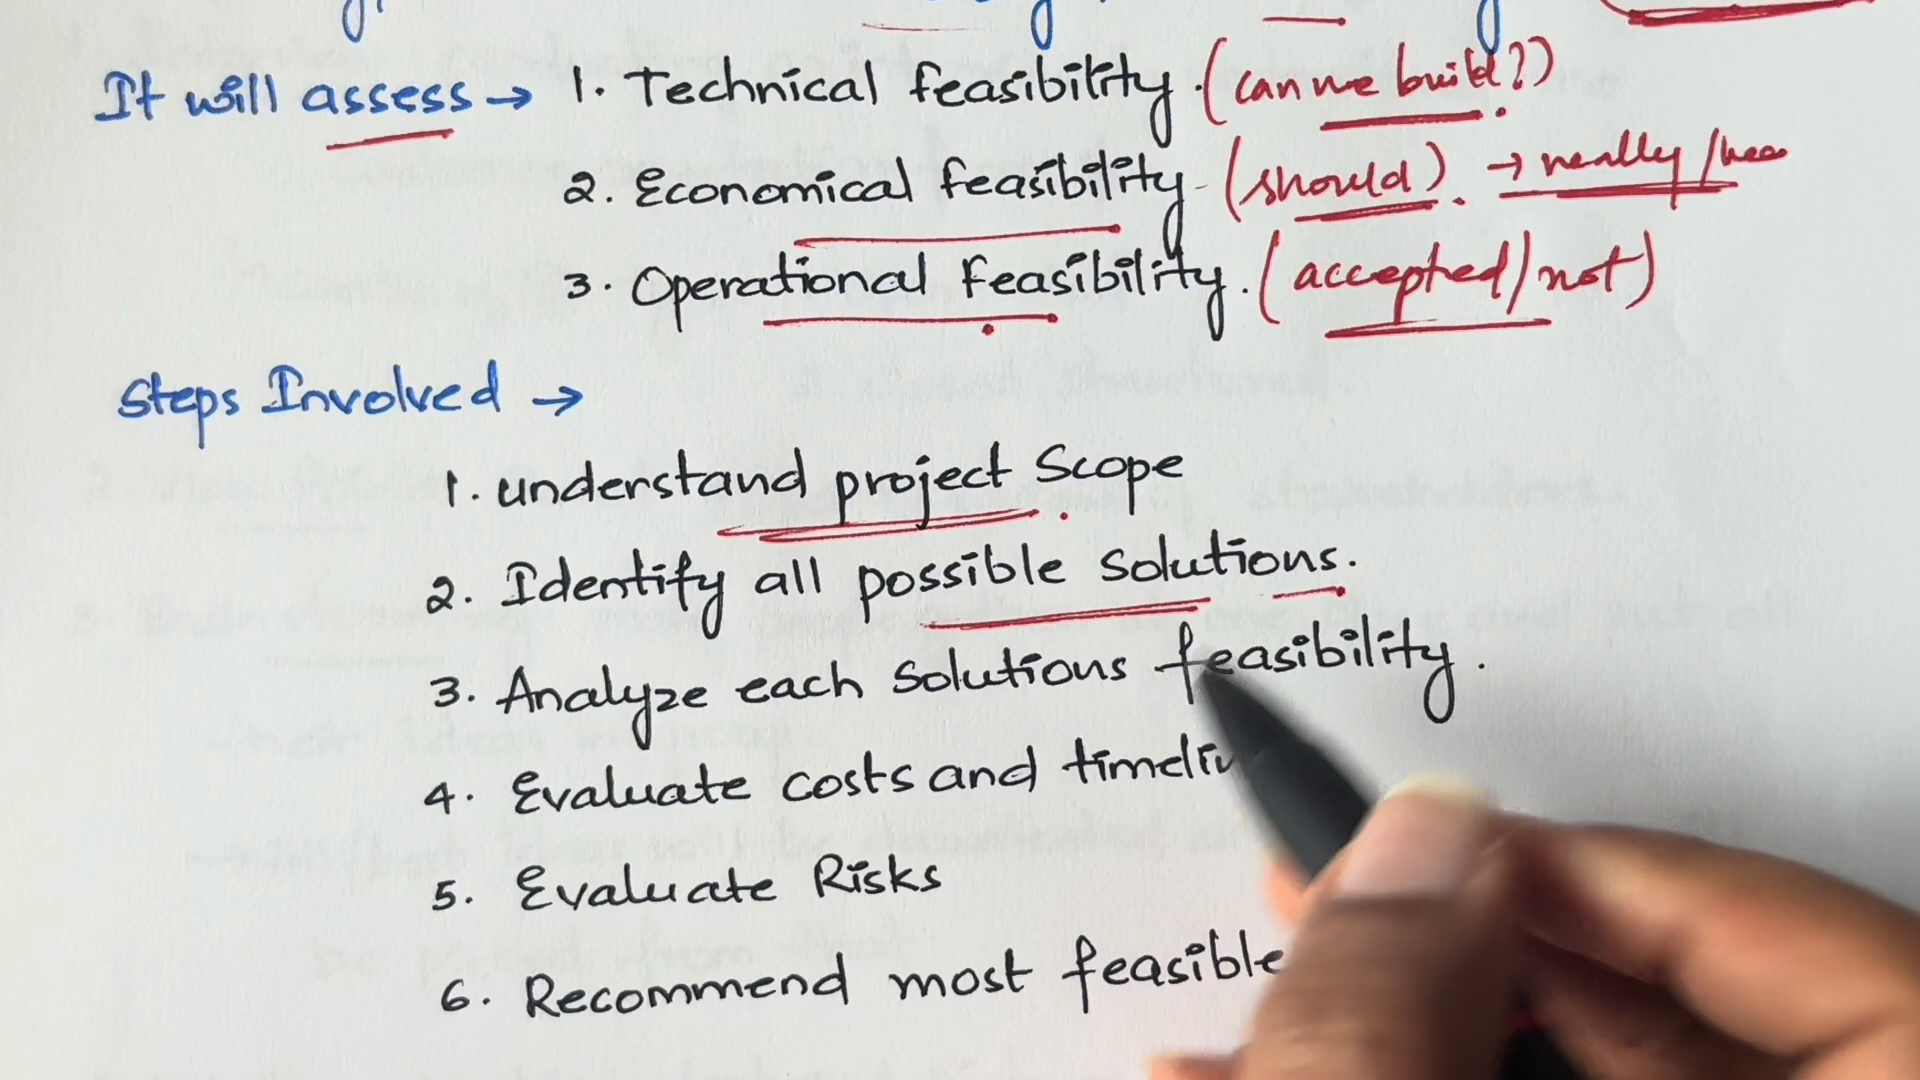 It will assess → 1. Technical feasibility. (can we build?)
2. Economical feasibility - (should). → really /
3. Operational Feasibility. (accepted/not)
Steps Involved →
1. understand project Scope
2. Identify all possible solutions.
3. Analyze each solutions feasibility.
4. Evaluate costs and
5. Evaluate Risks
6. Recommend most feasible